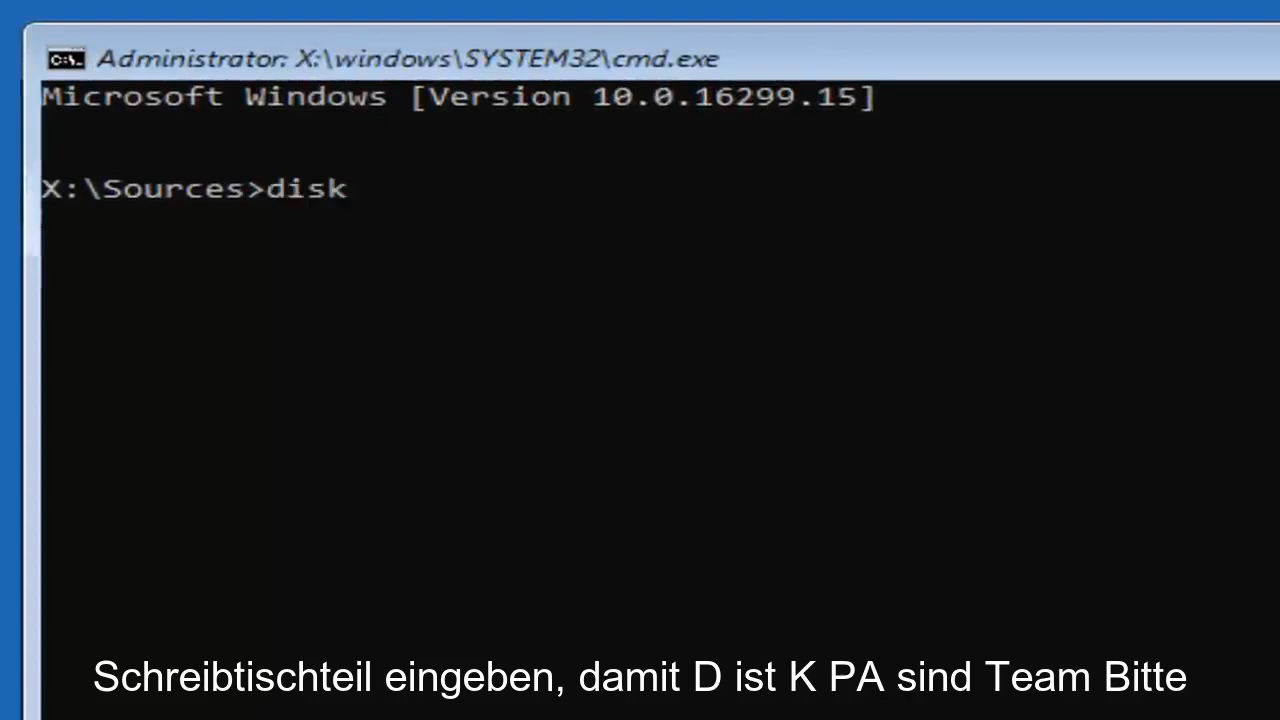 Administrator: X:\windows\SYSTEM32\cmd.exe
Microsoft Windows [Version 10.0.16299.15]
X:\Sources>disk
Schreibtischteil eingeben, damit D ist K PA sind Team Bitte